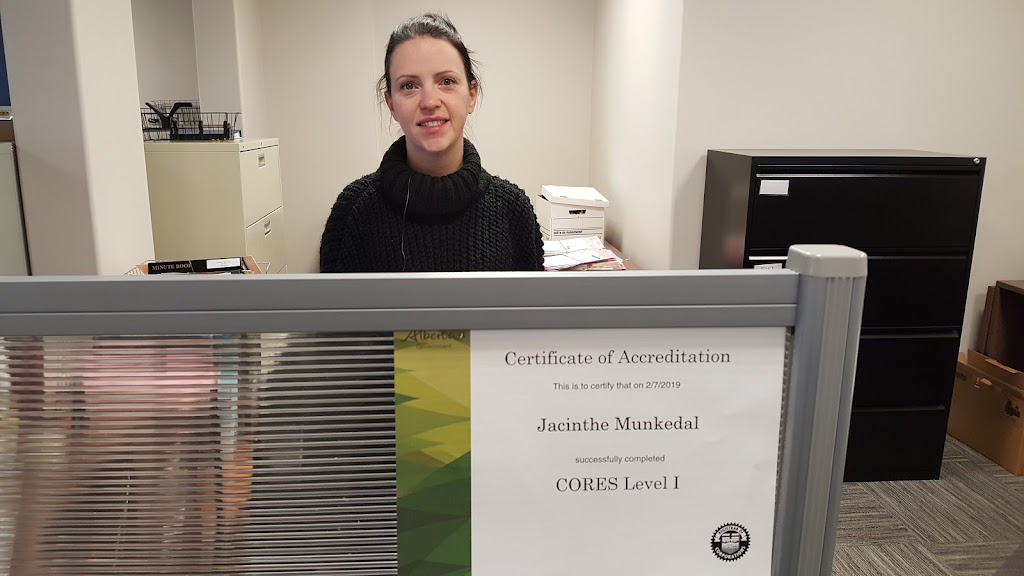 MINUTE BOOK
Alberta
Government
Certificate of Accreditation
This is to certify that on 2/7/2019
Jacinthe Munkedal
successfully completed
CORES Level I